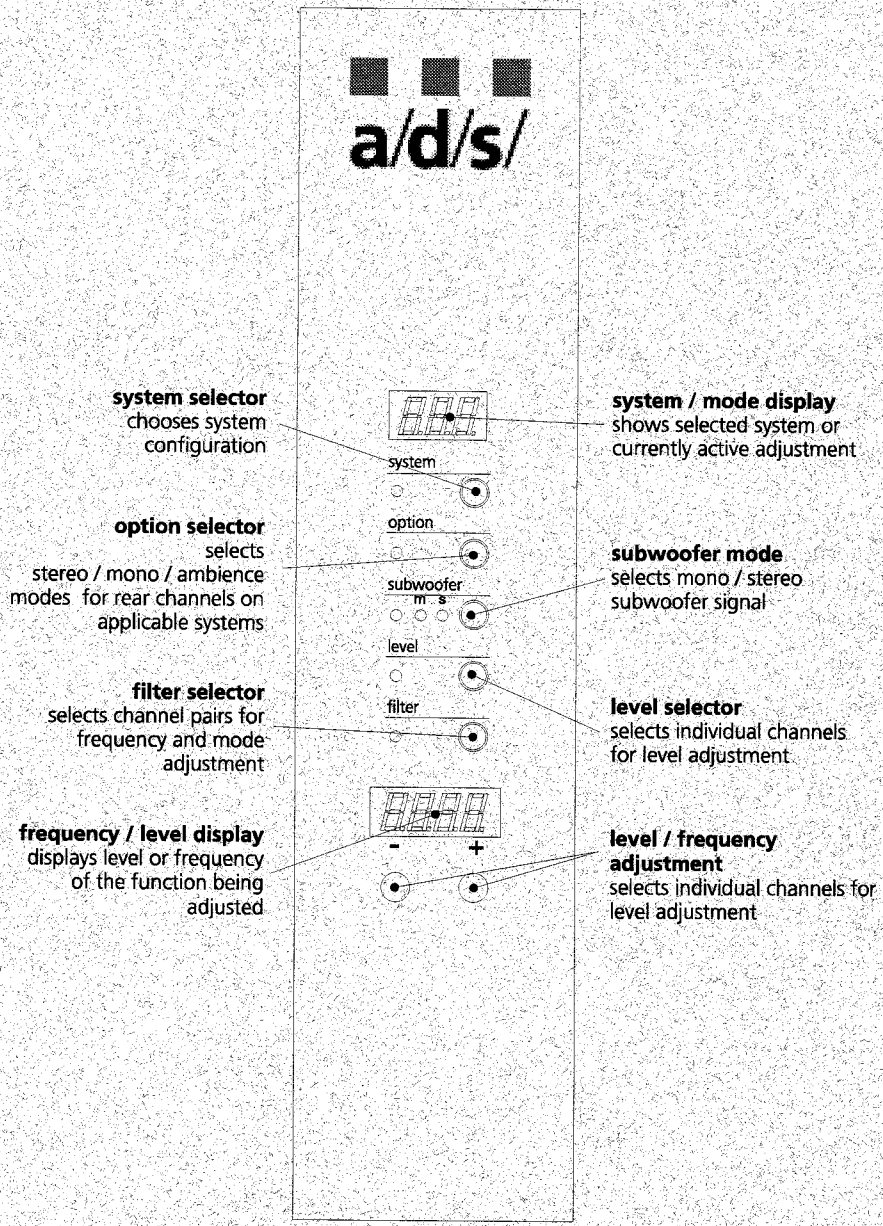 a/d/s/
system selector
chooses system
configuration
option selector
selects
stereo / mono / ambience
modes for rear channels on
applicable systems
filter selector
selects channel pairs for
frequency and mode
adjustment
frequency / level display
displays level or frequency
of the function being
adjusted
system
option
subwoofer
m s
level
filter
- +
system / mode display
shows selected system or
currently active adjustment
subwoofer mode
selects mono / stereo
subwoofer signal
level selector
selects individual channels
for level adjustment
level / frequency
adjustment
selects individual channels for
level adjustment